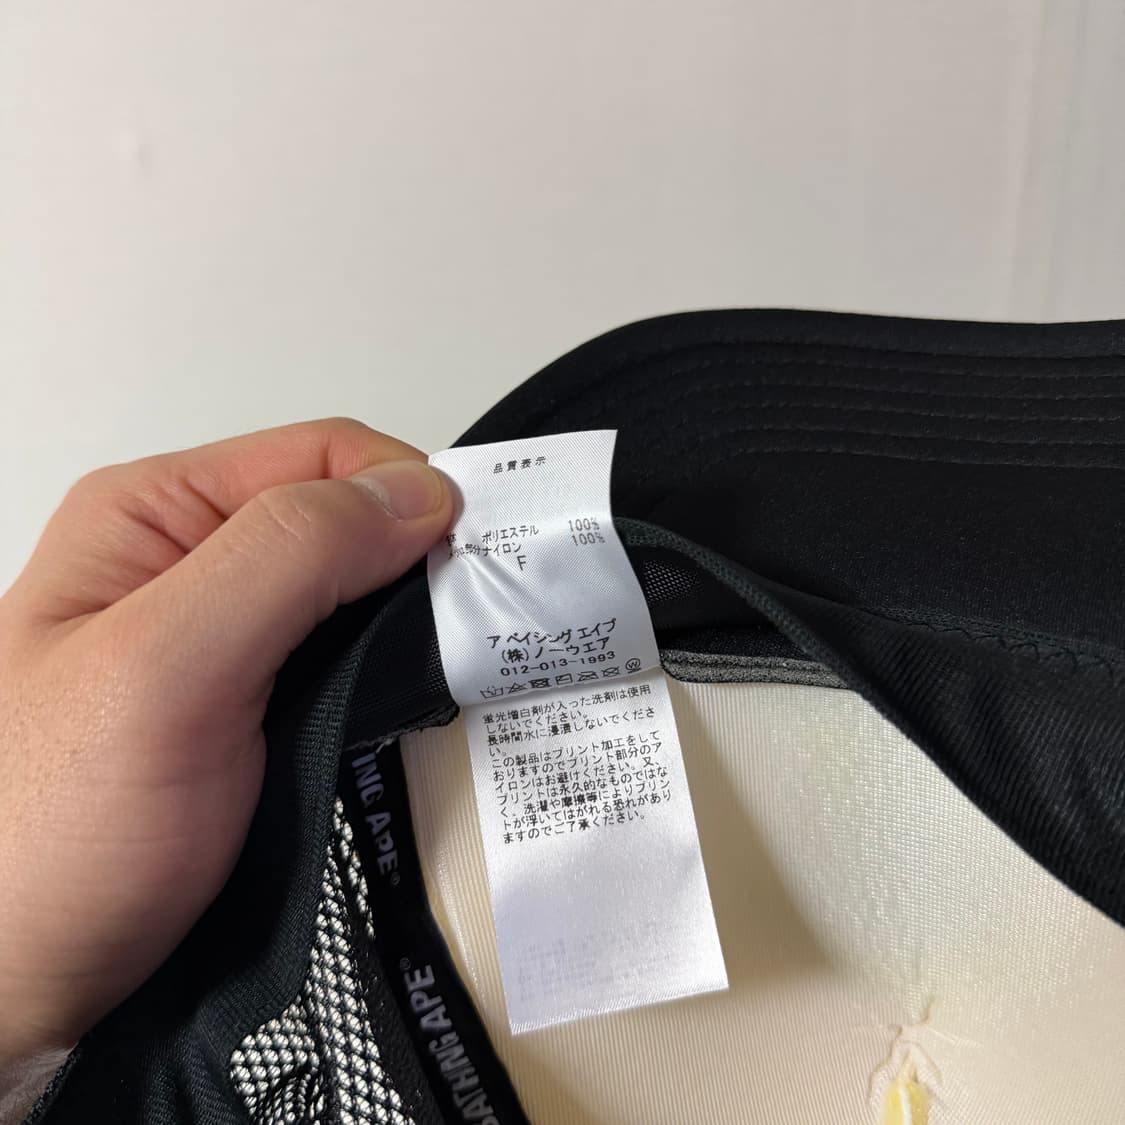 品質表示
ポリエステル 100%
部分ナイロン 100%
F
ア ベイシング エイプ
(株)ノーウエア
012-013-1993
W
蛍光増白剤が入った洗剤は使用
しないでください。
長時間水に浸漬しないでくださ
い。
この製品はプリント加工をして
おりますのでプリント部分のア
イロンはお避けください。又、
プリントは永久的なものではな
く、洗濯や摩擦等によりプリン
トが浮いてはがれる恐れがあり
ますのでご了承ください。
ING APE®
BATHING APE®